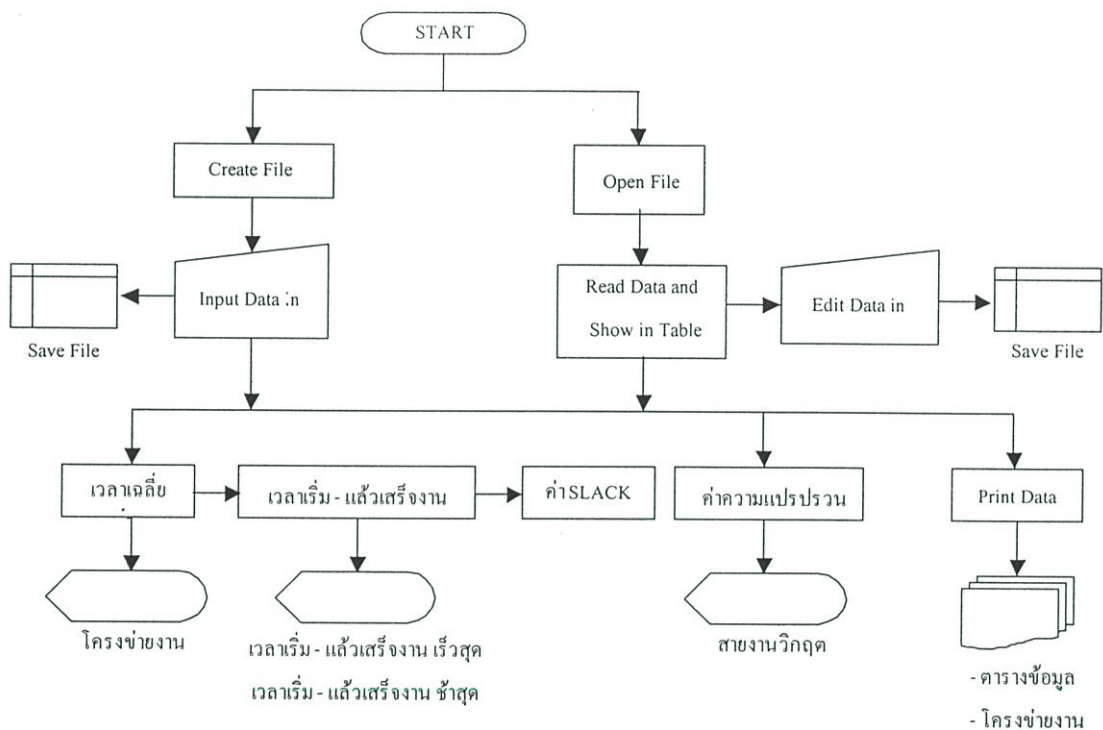 START
Create File
Open File
Input Data in
Save File
Read Data and
Show in Table
Edit Data in
Save File
เวลาเฉลี่ย
เวลาเริ่ม - แล้วเสร็จงาน
ค่าSLACK
ค่าความแปรปรวน
Print Data
โครงข่ายงาน
เวลาเริ่ม - แล้วเสร็จงาน เร็วสุด
เวลาเริ่ม - แล้วเสร็จงาน ช้าสุด
สายงานวิกฤต
- ตารางข้อมูล
- โครงข่ายงาน